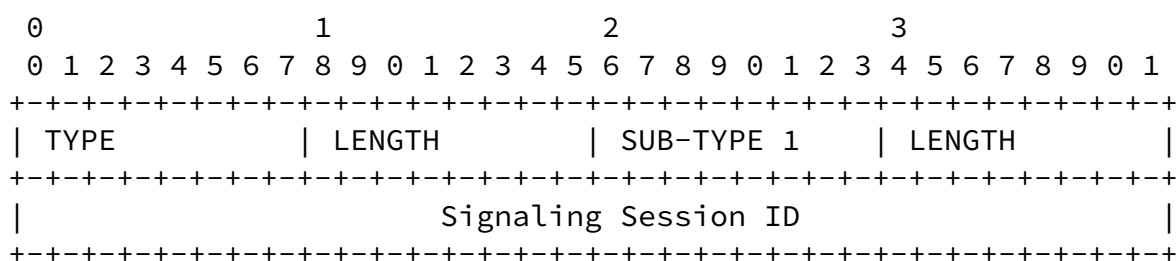 0                   1                   2                   3
 0 1 2 3 4 5 6 7 8 9 0 1 2 3 4 5 6 7 8 9 0 1 2 3 4 5 6 7 8 9 0 1
+-+-+-+-+-+-+-+-+-+-+-+-+-+-+-+-+-+-+-+-+-+-+-+-+-+-+-+-+-+-+-+-+
| TYPE          | LENGTH        | SUB-TYPE 1    | LENGTH        |
+-+-+-+-+-+-+-+-+-+-+-+-+-+-+-+-+-+-+-+-+-+-+-+-+-+-+-+-+-+-+-+-+
|                       Signaling Session ID                    |
+-+-+-+-+-+-+-+-+-+-+-+-+-+-+-+-+-+-+-+-+-+-+-+-+-+-+-+-+-+-+-+-+